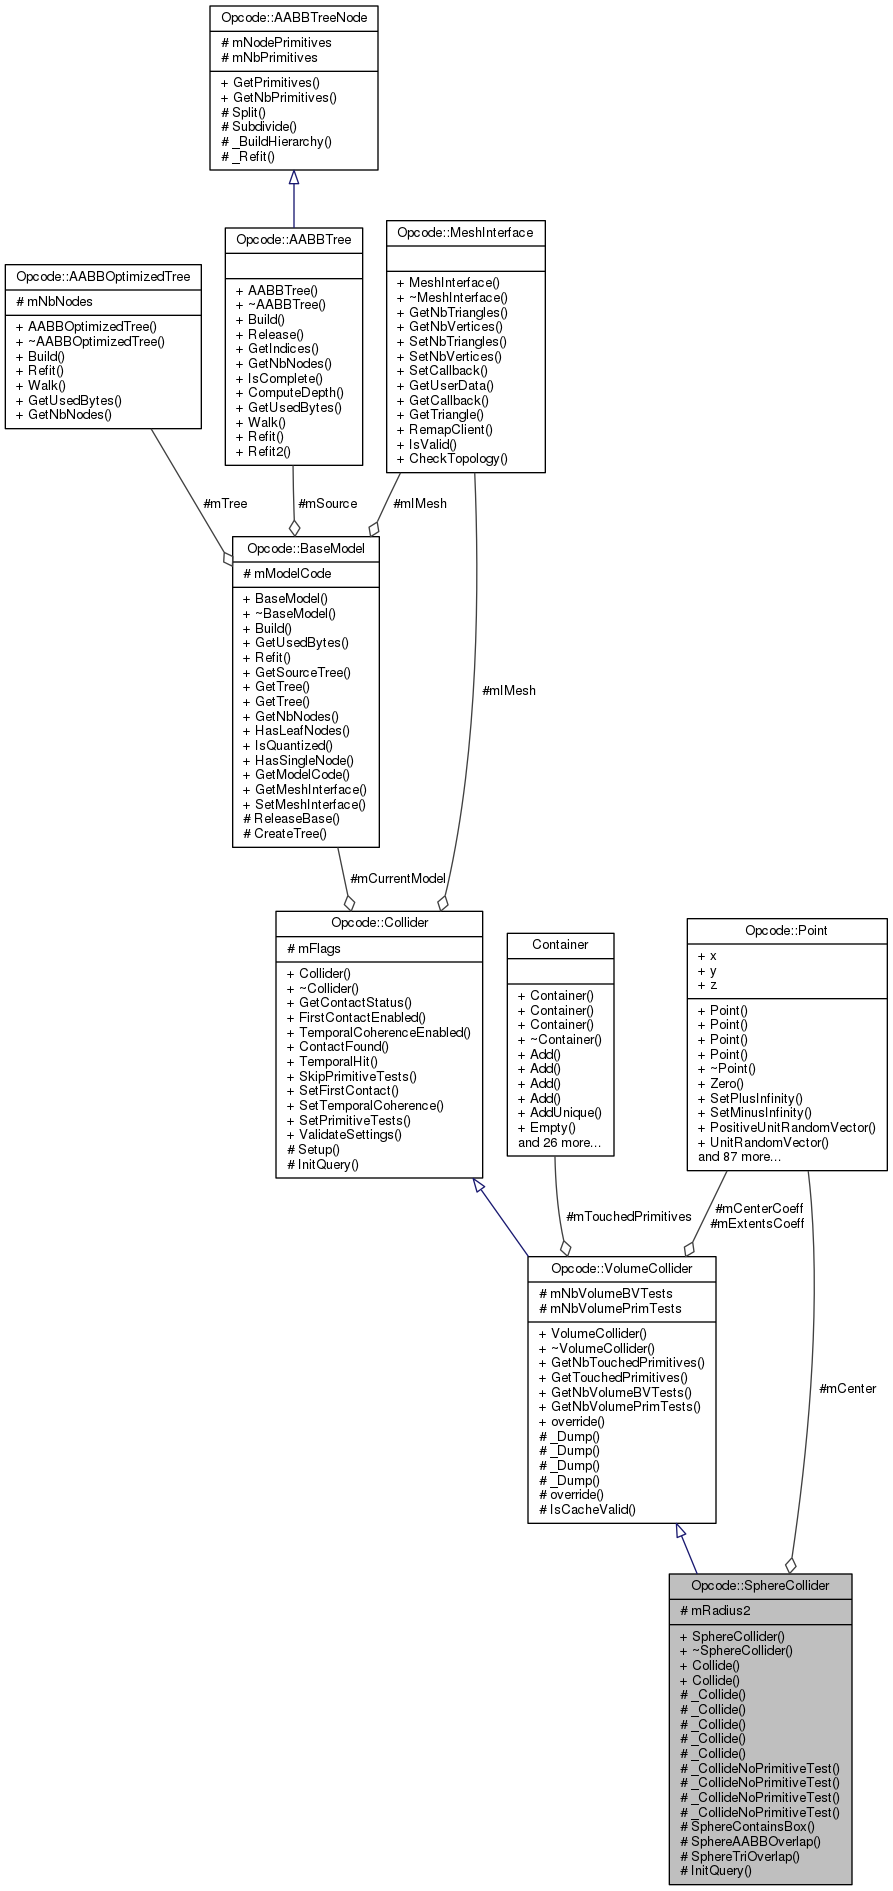 Opcode::AABBTreeNode
# mNodePrimitives
# mNbPrimitives
+ GetPrimitives()
+ GetNbPrimitives()
# Split()
# Subdivide()
# _BuildHierarchy()
# _Refit()
Opcode::AABBOptimizedTree
# mNbNodes
+ AABBOptimizedTree()
+ ~AABBOptimizedTree()
+ Build()
+ Refit()
+ Walk()
+ GetUsedBytes()
+ GetNbNodes()
Opcode::AABBTree
+ AABBTree()
+ ~AABBTree()
+ Build()
+ Release()
+ GetIndices()
+ GetNbNodes()
+ IsComplete()
+ ComputeDepth()
+ GetUsedBytes()
+ Walk()
+ Refit()
+ Refit2()
Opcode::MeshInterface
+ MeshInterface()
+ ~MeshInterface()
+ GetNbTriangles()
+ GetNbVertices()
+ SetNbTriangles()
+ SetNbVertices()
+ SetCallback()
+ GetUserData()
+ GetCallback()
+ GetTriangle()
+ RemapClient()
+ IsValid()
+ CheckTopology()
#mTree
#mSource
#mIMesh
Opcode::BaseModel
# mModelCode
+ BaseModel()
+ ~BaseModel()
+ Build()
+ GetUsedBytes()
+ Refit()
+ GetSourceTree()
+ GetTree()
+ GetTree()
+ GetNbNodes()
+ HasLeafNodes()
+ IsQuantized()
+ HasSingleNode()
+ GetModelCode()
+ GetMeshInterface()
+ SetMeshInterface()
# ReleaseBase()
# CreateTree()
#mIMesh
#mCurrentModel
Opcode::Collider
# mFlags
+ Collider()
+ ~Collider()
+ GetContactStatus()
+ FirstContactEnabled()
+ TemporalCoherenceEnabled()
+ ContactFound()
+ TemporalHit()
+ SkipPrimitiveTests()
+ SetFirstContact()
+ SetTemporalCoherence()
+ SetPrimitiveTests()
+ ValidateSettings()
# Setup()
# InitQuery()
Container
+ Container()
+ Container()
+ Container()
+ ~Container()
+ Add()
+ Add()
+ Add()
+ Add()
+ AddUnique()
+ Empty()
and 26 more...
Opcode::Point
+ x
+ y
+ z
+ Point()
+ Point()
+ Point()
+ Point()
+ ~Point()
+ Zero()
+ SetPlusInfinity()
+ SetMinusInfinity()
+ PositiveUnitRandomVector()
+ UnitRandomVector()
and 87 more...
#mTouchedPrimitives
#mCenterCoeff
#mExtentsCoeff
Opcode::VolumeCollider
# mNbVolumeBVTests
# mNbVolumePrimTests
+ VolumeCollider()
+ ~VolumeCollider()
+ GetNbTouchedPrimitives()
+ GetTouchedPrimitives()
+ GetNbVolumeBVTests()
+ GetNbVolumePrimTests()
+ override()
# _Dump()
# _Dump()
# _Dump()
# _Dump()
# override()
# IsCacheValid()
#mCenter
Opcode::SphereCollider
# mRadius2
+ SphereCollider()
+ ~SphereCollider()
+ Collide()
+ Collide()
# _Collide()
# _Collide()
# _Collide()
# _Collide()
# _Collide()
# _CollideNoPrimitiveTest()
# _CollideNoPrimitiveTest()
# _CollideNoPrimitiveTest()
# _CollideNoPrimitiveTest()
# SphereContainsBox()
# SphereAABBOverlap()
# SphereTriOverlap()
# InitQuery()